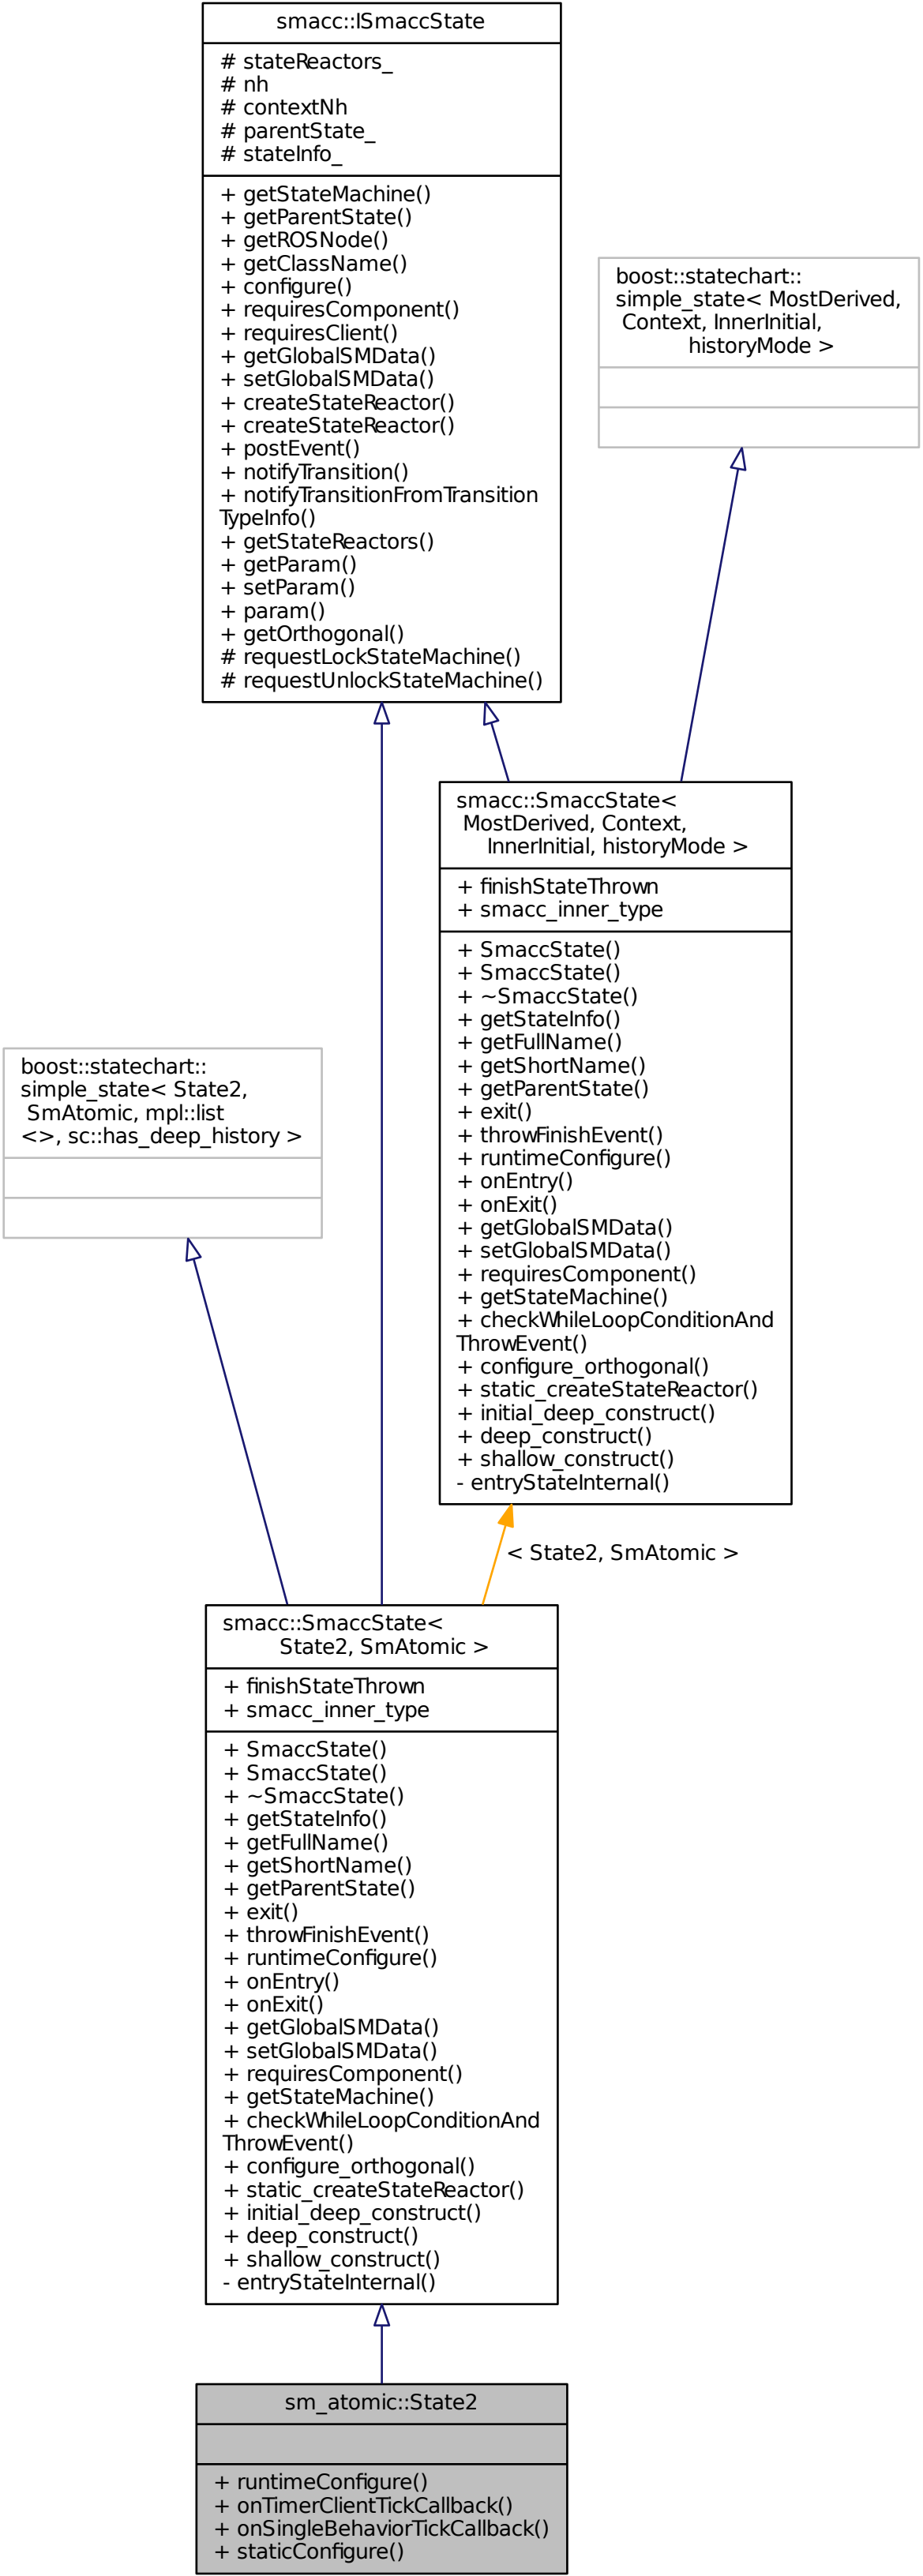 smacc::ISmaccState
# stateReactors_
# nh
# contextNh
# parentState_
# stateInfo_
+ getStateMachine()
+ getParentState()
+ getROSNode()
+ getClassName()
+ configure()
+ requiresComponent()
+ requiresClient()
+ getGlobalSMData()
+ setGlobalSMData()
+ createStateReactor()
+ createStateReactor()
+ postEvent()
+ notifyTransition()
+ notifyTransitionFromTransition
TypeInfo()
+ getStateReactors()
+ getParam()
+ setParam()
+ param()
+ getOrthogonal()
# requestLockStateMachine()
# requestUnlockStateMachine()
boost::statechart::
simple_state< MostDerived,
Context, InnerInitial,
historyMode >
smacc::SmaccState<
MostDerived, Context,
InnerInitial, historyMode >
+ finishStateThrown
+ smacc_inner_type
+ SmaccState()
+ SmaccState()
+ ~SmaccState()
+ getStateInfo()
+ getFullName()
+ getShortName()
+ getParentState()
+ exit()
+ throwFinishEvent()
+ runtimeConfigure()
+ onEntry()
+ onExit()
+ getGlobalSMData()
+ setGlobalSMData()
+ requiresComponent()
+ getStateMachine()
+ checkWhileLoopConditionAnd
ThrowEvent()
+ configure_orthogonal()
+ static_createStateReactor()
+ initial_deep_construct()
+ deep_construct()
+ shallow_construct()
- entryStateInternal()
boost::statechart::
simple_state< State2,
SmAtomic, mpl::list
<>, sc::has_deep_history >
< State2, SmAtomic >
smacc::SmaccState<
State2, SmAtomic >
+ finishStateThrown
+ smacc_inner_type
+ SmaccState()
+ SmaccState()
+ ~SmaccState()
+ getStateInfo()
+ getFullName()
+ getShortName()
+ getParentState()
+ exit()
+ throwFinishEvent()
+ runtimeConfigure()
+ onEntry()
+ onExit()
+ getGlobalSMData()
+ setGlobalSMData()
+ requiresComponent()
+ getStateMachine()
+ checkWhileLoopConditionAnd
ThrowEvent()
+ configure_orthogonal()
+ static_createStateReactor()
+ initial_deep_construct()
+ deep_construct()
+ shallow_construct()
- entryStateInternal()
sm_atomic::State2
+ runtimeConfigure()
+ onTimerClientTickCallback()
+ onSingleBehaviorTickCallback()
+ staticConfigure()